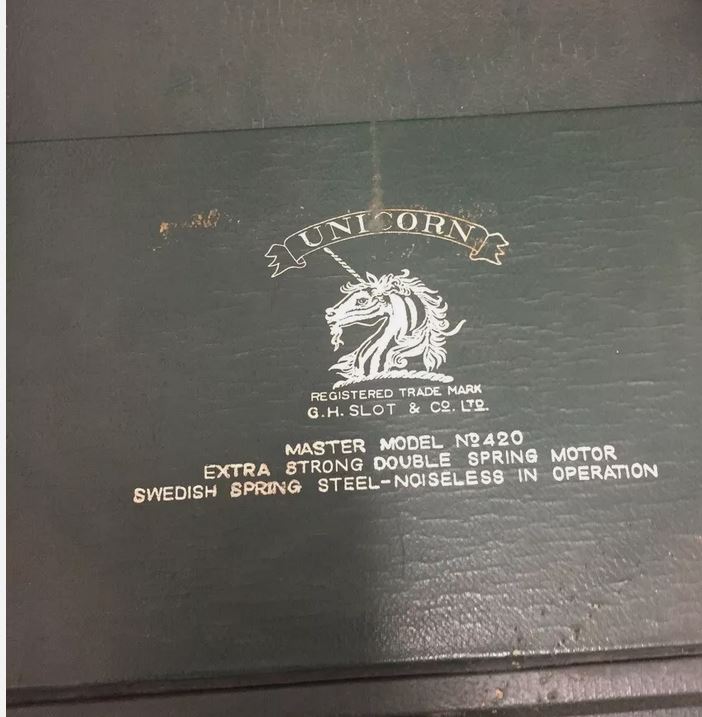 UNICORN
REGISTERED TRADE MARK
G.H. SLOT & Co. LTD.
MASTER MODEL No 420
EXTRA STRONG DOUBLE SPRING MOTOR
SWEDISH SPRING STEEL-NOISELESS IN OPERATION